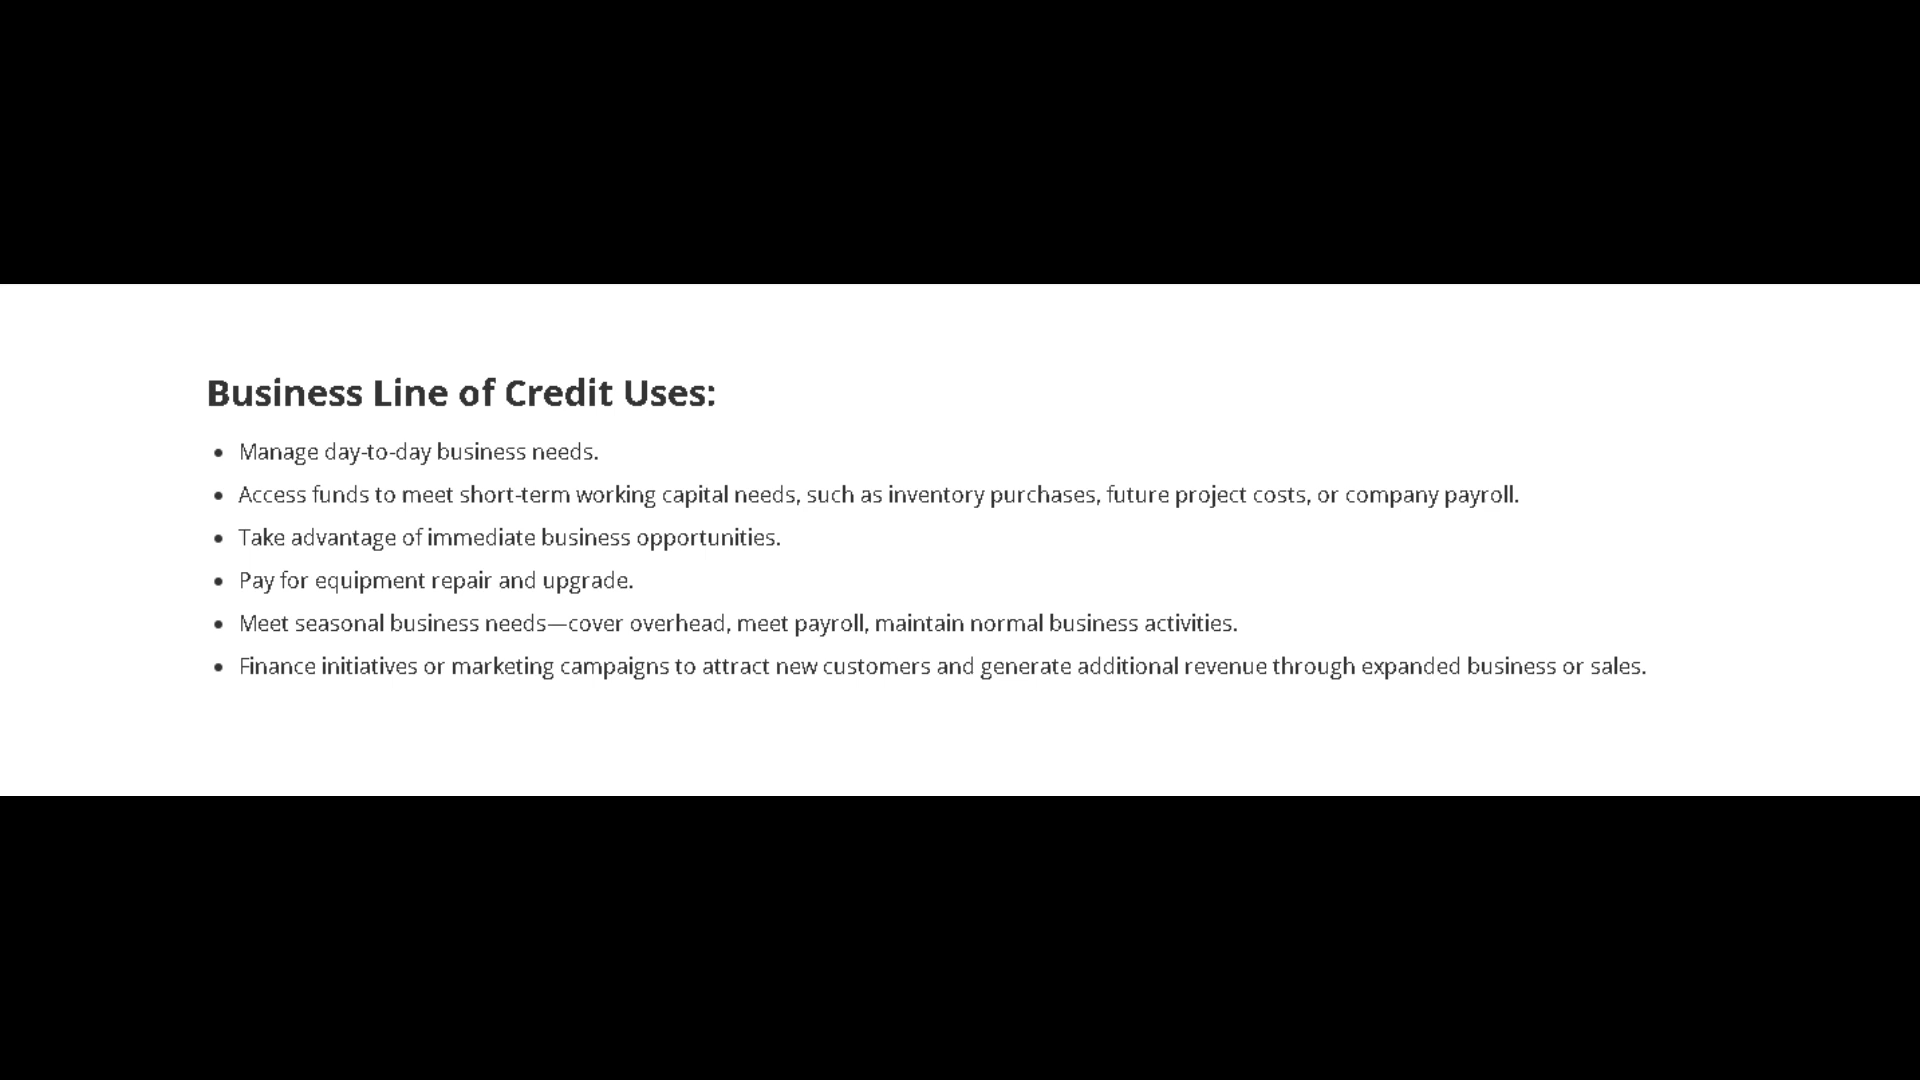 Business Line of Credit Uses:
• Manage day-to-day business needs.
• Access funds to meet short-term working capital needs, such as inventory purchases, future project costs, or company payroll.
• Take advantage of immediate business opportunities.
• Pay for equipment repair and upgrade.
• Meet seasonal business needs—cover overhead, meet payroll, maintain normal business activities.
• Finance initiatives or marketing campaigns to attract new customers and generate additional revenue through expanded business or sales.